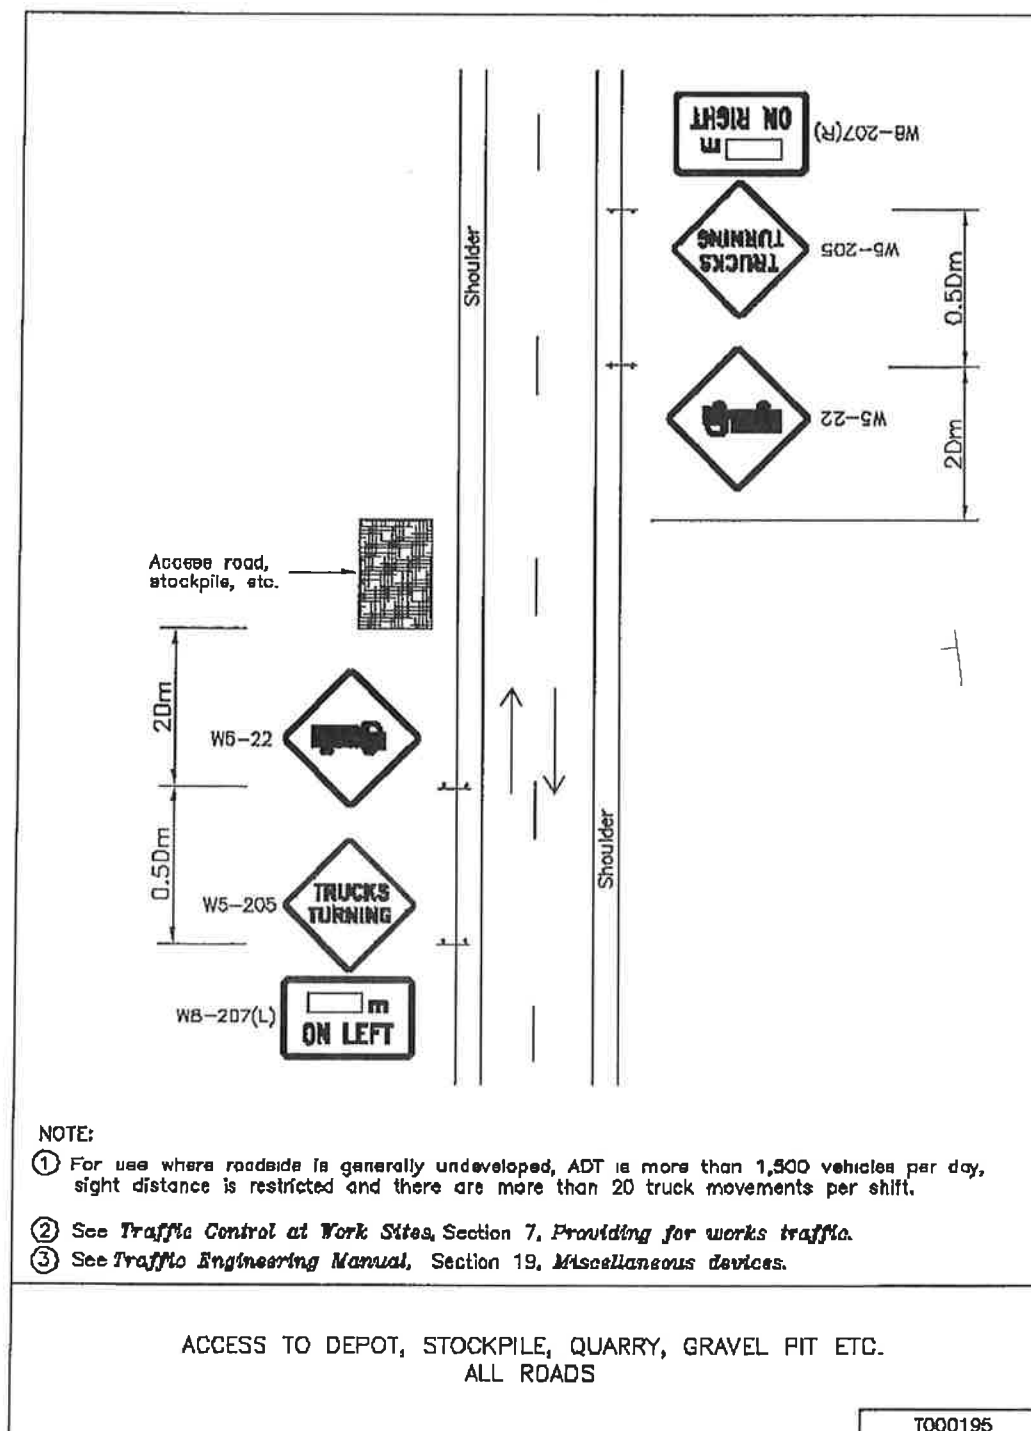 ON RIGHT
m
W8-207(R)
Shoulder
TRUCKS
TURNING
W5-205
0.5Dm
W5-22
2Dm
Access road,
stockpile, etc.
2Dm
W5-22
Shoulder
0.5Dm
W5-205
TRUCKS
TURNING
W8-207(L)
m
ON LEFT
NOTE:
1 For use where roadside is generally undeveloped, ADT is more than 1,500 vehicles per day,
sight distance is restricted and there are more than 20 truck movements per shift.
2 See Traffic Control at Work Sites, Section 7, Providing for works traffic.
3 See Traffic Engineering Manual, Section 19, Miscellaneous devices.
ACCESS TO DEPOT, STOCKPILE, QUARRY, GRAVEL PIT ETC.
ALL ROADS
T000195